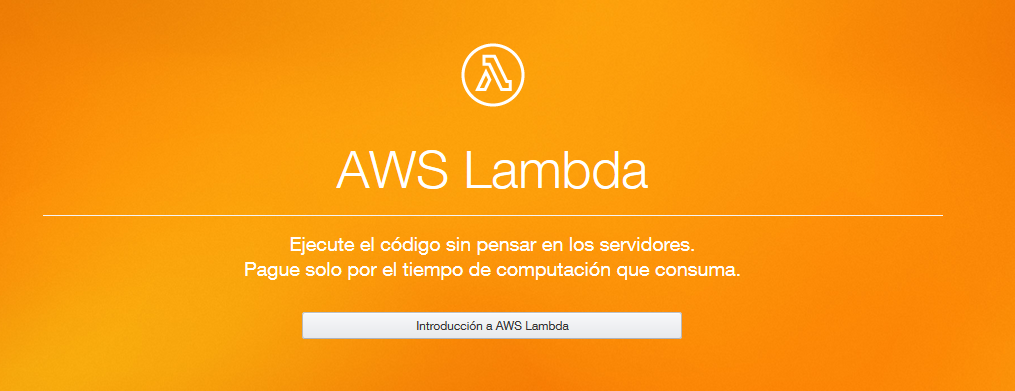 AWS Lambda
Ejecute el código sin pensar en los servidores.
Pague solo por el tiempo de computación que consuma.
Introducción a AWS Lambda